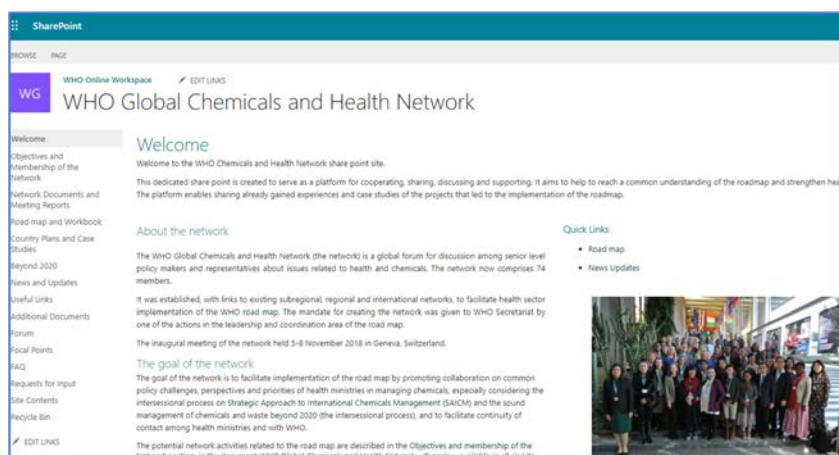 SharePoint
BROWSE PAGE
WG
WHO Online Workspace EDIT LINKS
WHO Global Chemicals and Health Network
Welcome
Objectives and
Membership of the
Network
Network Documents and
Meeting Reports
Road map and Workbook
Country Plans and Case
Studies
Beyond 2020
News and Updates
Useful Links
Additional Documents
Forum
Focal Points
FAQ
Requests for Input
Site Contents
Recycle Bin
EDIT LINKS
Welcome
Welcome to the WHO Chemicals and Health Network share point site.
This dedicated share point is created to serve as a platform for cooperating, sharing, discussing and supporting. It aims to help to reach a common understanding of the roadmap and strengthen hea
The platform enables sharing already gained experiences and case studies of the projects that led to the implementation of the roadmap.
About the network
The WHO Global Chemicals and Health Network (the network) is a global forum for discussion among senior level
policy makers and representatives about issues related to health and chemicals. The network now comprises 74
members.
It was established, with links to existing subregional, regional and international networks, to facilitate health sector
implementation of the WHO road map. The mandate for creating the network was given to WHO Secretariat by
one of the actions in the leadership and coordination area of the road map.
The inaugural meeting of the network held 5-8 November 2018 in Geneva, Switzerland.
The goal of the network
The goal of the network is to facilitate implementation of the road map by promoting collaboration on common
policy challenges, perspectives and priorities of health ministries in managing chemicals, especially considering the
intersessional process on Strategic Approach to International Chemicals Management (SAICM) and the sound
management of chemicals and waste beyond 2020 (the intersessional process), and to facilitate continuity of
contact among health ministries and with WHO.
The potential network activities related to the road map are described in the Objectives and membership of the
Quick Links
Road map
News Updates